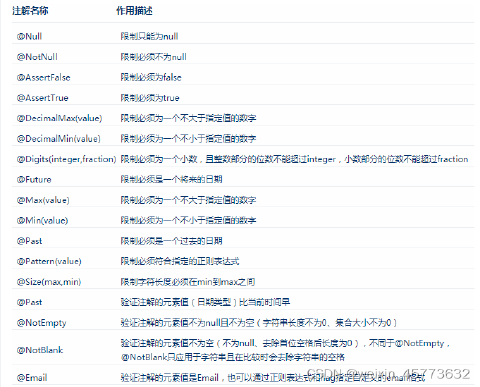 注解名称 作用描述
@Null 限制只能为null
@NotNull 限制必须不为null
@AssertFalse 限制必须为false
@AssertTrue 限制必须为true
@DecimalMax(value) 限制必须为一个不大于指定值的数字
@DecimalMin(value) 限制必须为一个不小于指定值的数字
@Digits(integer,fraction) 限制必须为一个小数，且整数部分的位数不能超过integer，小数部分的位数不能超过fraction
@Future 限制必须是一个将来的日期
@Max(value) 限制必须为一个不大于指定值的数字
@Min(value) 限制必须为一个不小于指定值的数字
@Past 限制必须是一个过去的日期
@Pattern(value) 限制必须符合指定的正则表达式
@Size(max,min) 限制字符长度必须在min到max之间
@Past 验证注解的元素值（日期类型）比当前时间早
@NotEmpty 验证注解的元素值不为null且不为空（字符串长度不为0、集合大小不为0）
@NotBlank 验证注解的元素值不为空（不为null、去除首位空格后长度为0），不同于@NotEmpty，
@NotBlank只应用于字符串且在比较时会去除字符串的空格
@Email 验证注解的元素值是Email，也可以通过正则表达式和flag指定自定义的email格式
CSDN @weixin_45773632